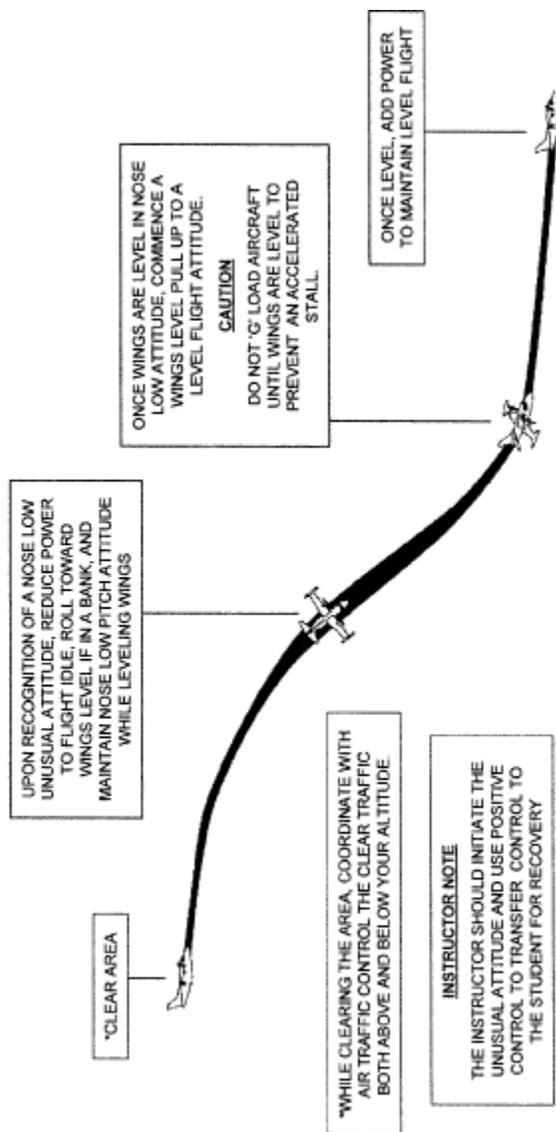 *CLEAR AREA
UPON RECOGNITION OF A NOSE LOW
UNUSUAL ATTITUDE, REDUCE POWER
TO FLIGHT IDLE, ROLL TOWARD
WINGS LEVEL IF IN A BANK, AND
MAINTAIN NOSE LOW PITCH ATTITUDE
WHILE LEVELING WINGS
ONCE WINGS ARE LEVEL IN NOSE
LOW ATTITUDE, COMMENCE A
WINGS LEVEL PULL UP TO A
LEVEL FLIGHT ATTITUDE.
CAUTION
DO NOT 'G' LOAD AIRCRAFT
UNTIL WINGS ARE LEVEL TO
PREVENT AN ACCELERATED
STALL.
ONCE LEVEL, ADD POWER
TO MAINTAIN LEVEL FLIGHT
*WHILE CLEARING THE AREA, COORDINATE WITH
AIR TRAFFIC CONTROL THE CLEAR TRAFFIC
BOTH ABOVE AND BELOW YOUR ALTITUDE.
INSTRUCTOR NOTE
THE INSTRUCTOR SHOULD INITIATE THE
UNUSUAL ATTITUDE AND USE POSITIVE
CONTROL TO TRANSFER CONTROL TO
THE STUDENT FOR RECOVERY